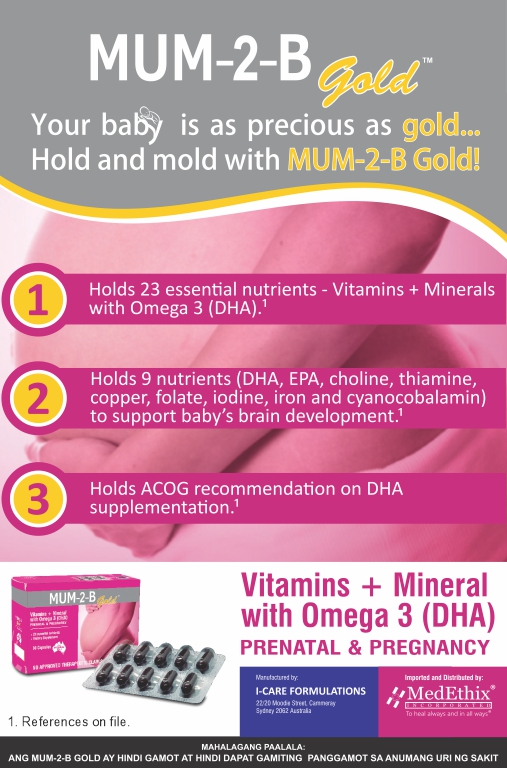 MUM-2-B Gold™
Your baby is as precious as gold...
Hold and mold with MUM-2-B Gold!
1
Holds 23 essential nutrients - Vitamins + Minerals
with Omega 3 (DHA).¹
2
Holds 9 nutrients (DHA, EPA, choline, thiamine,
copper, folate, iodine, iron and cyanocobalamin)
to support baby's brain development.¹
3
Holds ACOG recommendation on DHA
supplementation.¹
MUM-2-B Gold
Vitamins + Mineral
with Omega 3 (DHA)
NO APPROVED THERAPEUTIC CLAIMS
1. References on file.
Vitamins + Mineral
with Omega 3 (DHA)
PRENATAL & PREGNANCY
Manufactured by:
I-CARE FORMULATIONS
22/20 Moodie Street, Cammeray
Sydney 2062 Australia
Imported and Distributed by:
MedEthix®
INCORPORATED
To heal always and in all ways®
MAHALAGANG PAALALA:
ANG MUM-2-B GOLD AY HINDI GAMOT AT HINDI DAPAT GAMITING PANGGAMOT SA ANUMANG URI NG SAKIT